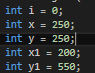 int i = 0;
int x = 250;
int y = 250;
int x1 = 200;
int y1 = 550;